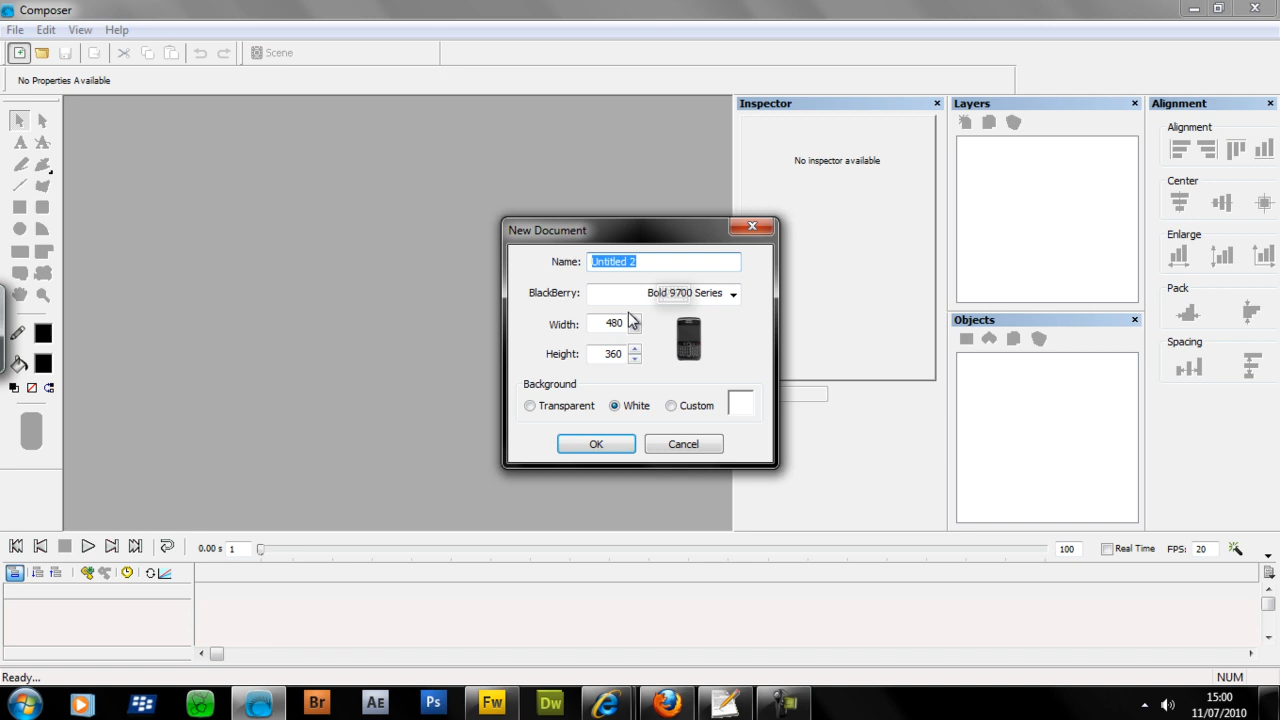 Composer
File Edit View Help
Scene
No Properties Available
Inspector
No inspector available
Layers
Objects
Alignment
Alignment
Center
Enlarge
Pack
Spacing
New Document
Name: Untitled 2
BlackBerry: Bold 9700 Series
Width: 480
Height: 360
Background
Transparent White Custom
OK Cancel
0.00 s 1 100 Real Time FPS: 20
Ready... NUM
Br AE Ps Fw Dw
15:00
11/07/2010